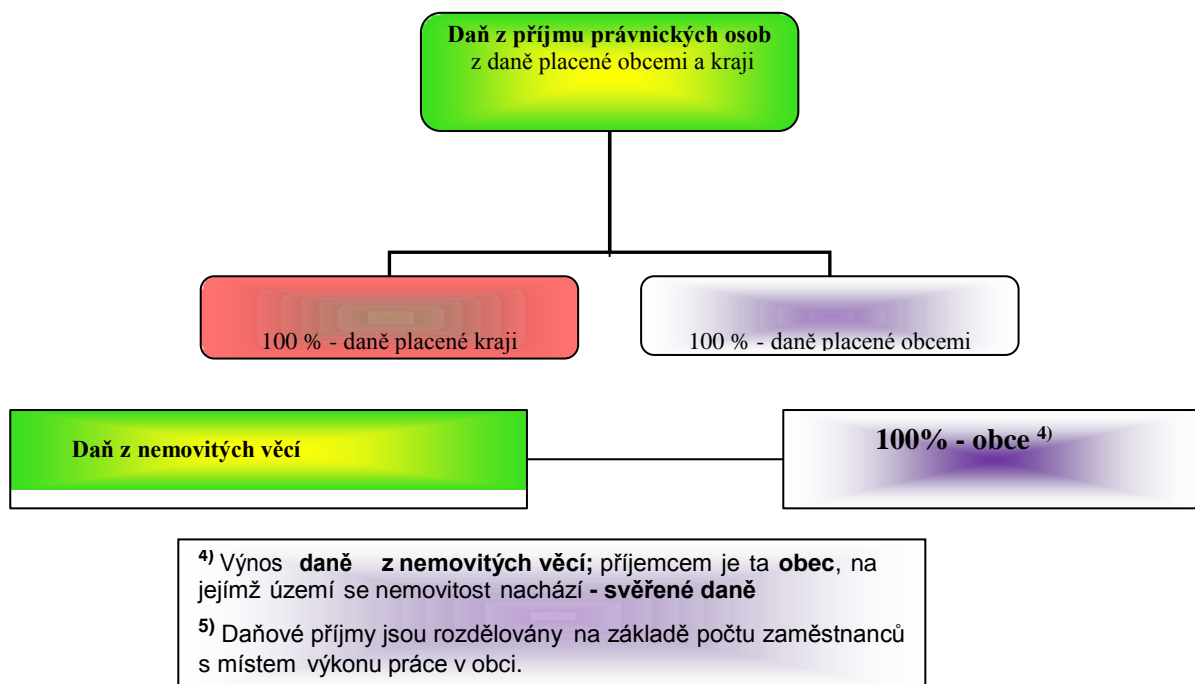 Daň z příjmu právnických osob
z daně placené obcemi a kraji
100 % - daně placené kraji
100 % - daně placené obcemi
Daň z nemovitých věcí
100% - obce 4)
4) Výnos daně z nemovitých věcí; příjemcem je ta obec, na
jejímž území se nemovitost nachází - svěřené daně
5) Daňové příjmy jsou rozdělovány na základě počtu zaměstnanců
s místem výkonu práce v obci.